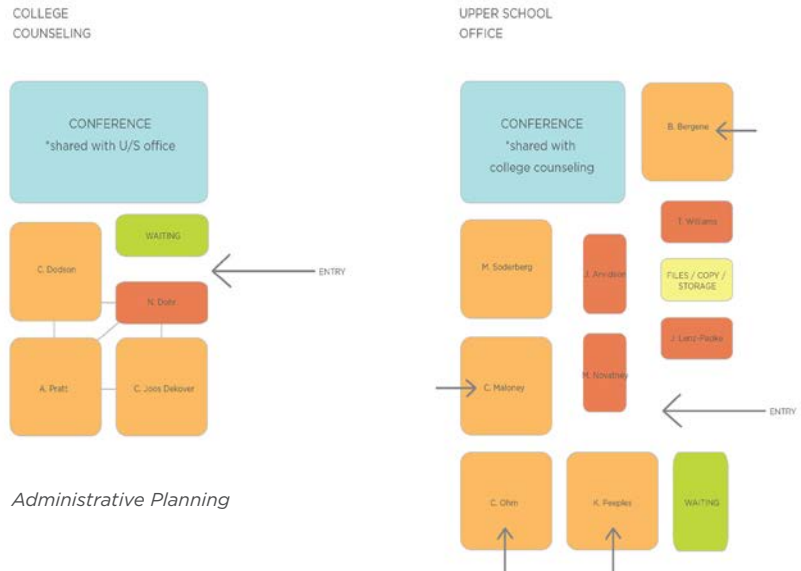 COLLEGE
COUNSELING
CONFERENCE
*shared with U/S office
WAITING
C. Dodson
ENTRY
N. Dohr
A. Pratt
C. Joos Dekover
Administrative Planning
UPPER SCHOOL
OFFICE
CONFERENCE
*shared with
college counseling
B. Bergene
T. Williams
M. Soderberg
J.
FILES / COPY /
STORAGE
J. Lenz-Paoke
C. Maloney
M. Novatney
ENTRY
C. Ohm
K. Peeples
WAITING